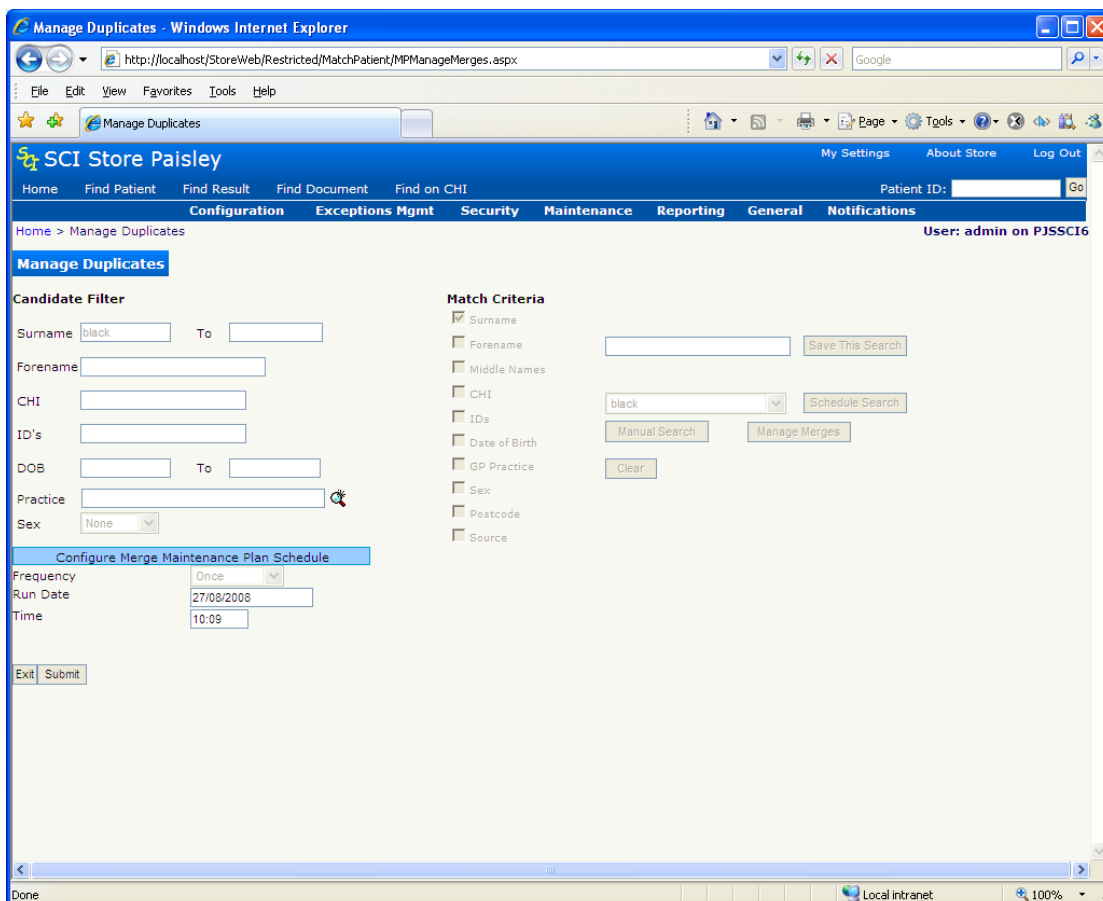 Manage Duplicates - Windows Internet Explorer
http://localhost/StoreWeb/Restricted/MatchPatient/MPManageMerges.aspx
Google
File Edit View Favorites Tools Help
Manage Duplicates
Page Tools
SCI Store Paisley
My Settings About Store Log Out
Home Find Patient Find Result Find Document Find on CHI
Patient ID: Go
Configuration Exceptions Mgmt Security Maintenance Reporting General Notifications
Home > Manage Duplicates
User: admin on PJSSCI6
Manage Duplicates
Candidate Filter
Surname black To
Forename
CHI
ID's
DOB To
Practice
Sex None
Match Criteria
Surname
Forename
Save This Search
Middle Names
CHI
black Schedule Search
IDs
Manual Search Manage Merges
Date of Birth
GP Practice
Clear
Sex
Postcode
Source
Configure Merge Maintenance Plan Schedule
Frequency Once
Run Date 27/08/2008
Time 10:09
Exit Submit
Done
Local intranet
100%